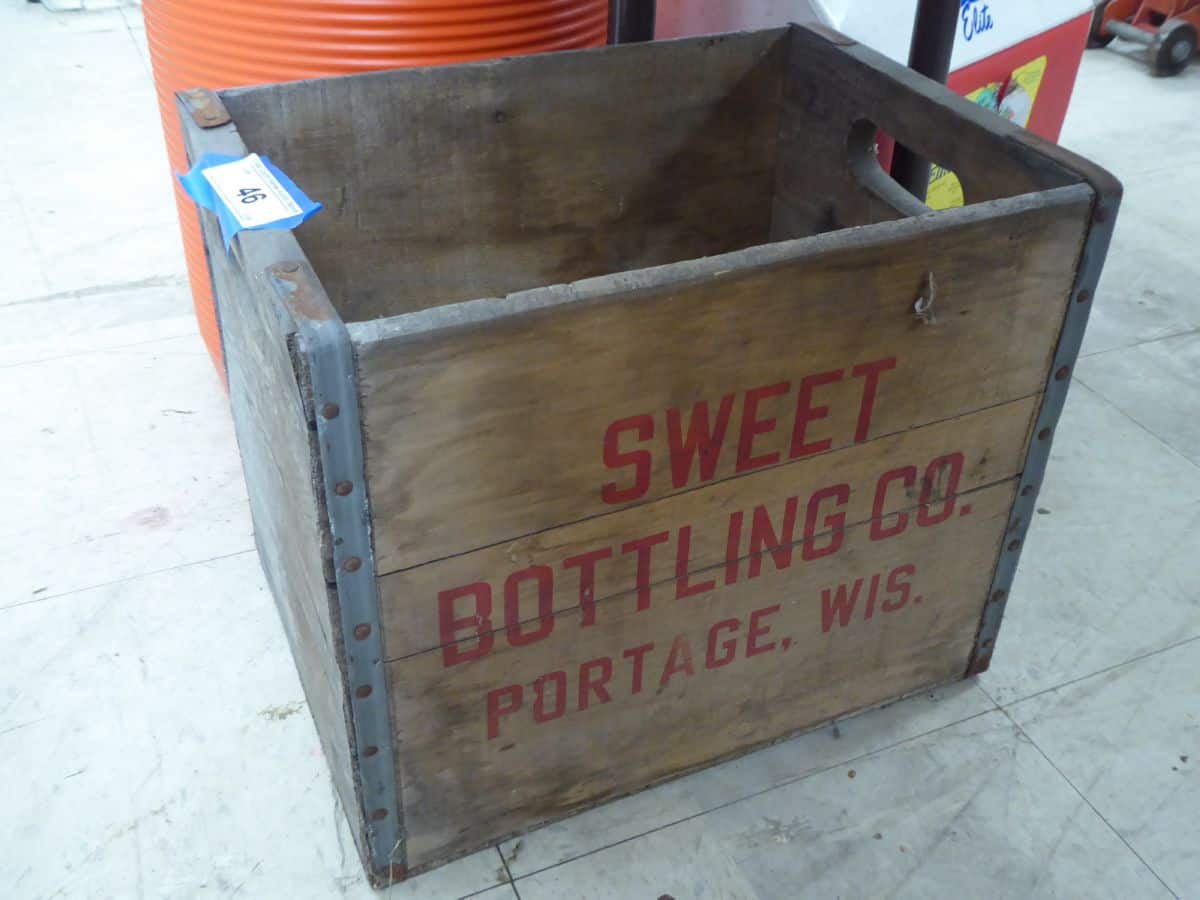 Elite
46
SWEET
BOTTLING CO.
PORTAGE, WIS.